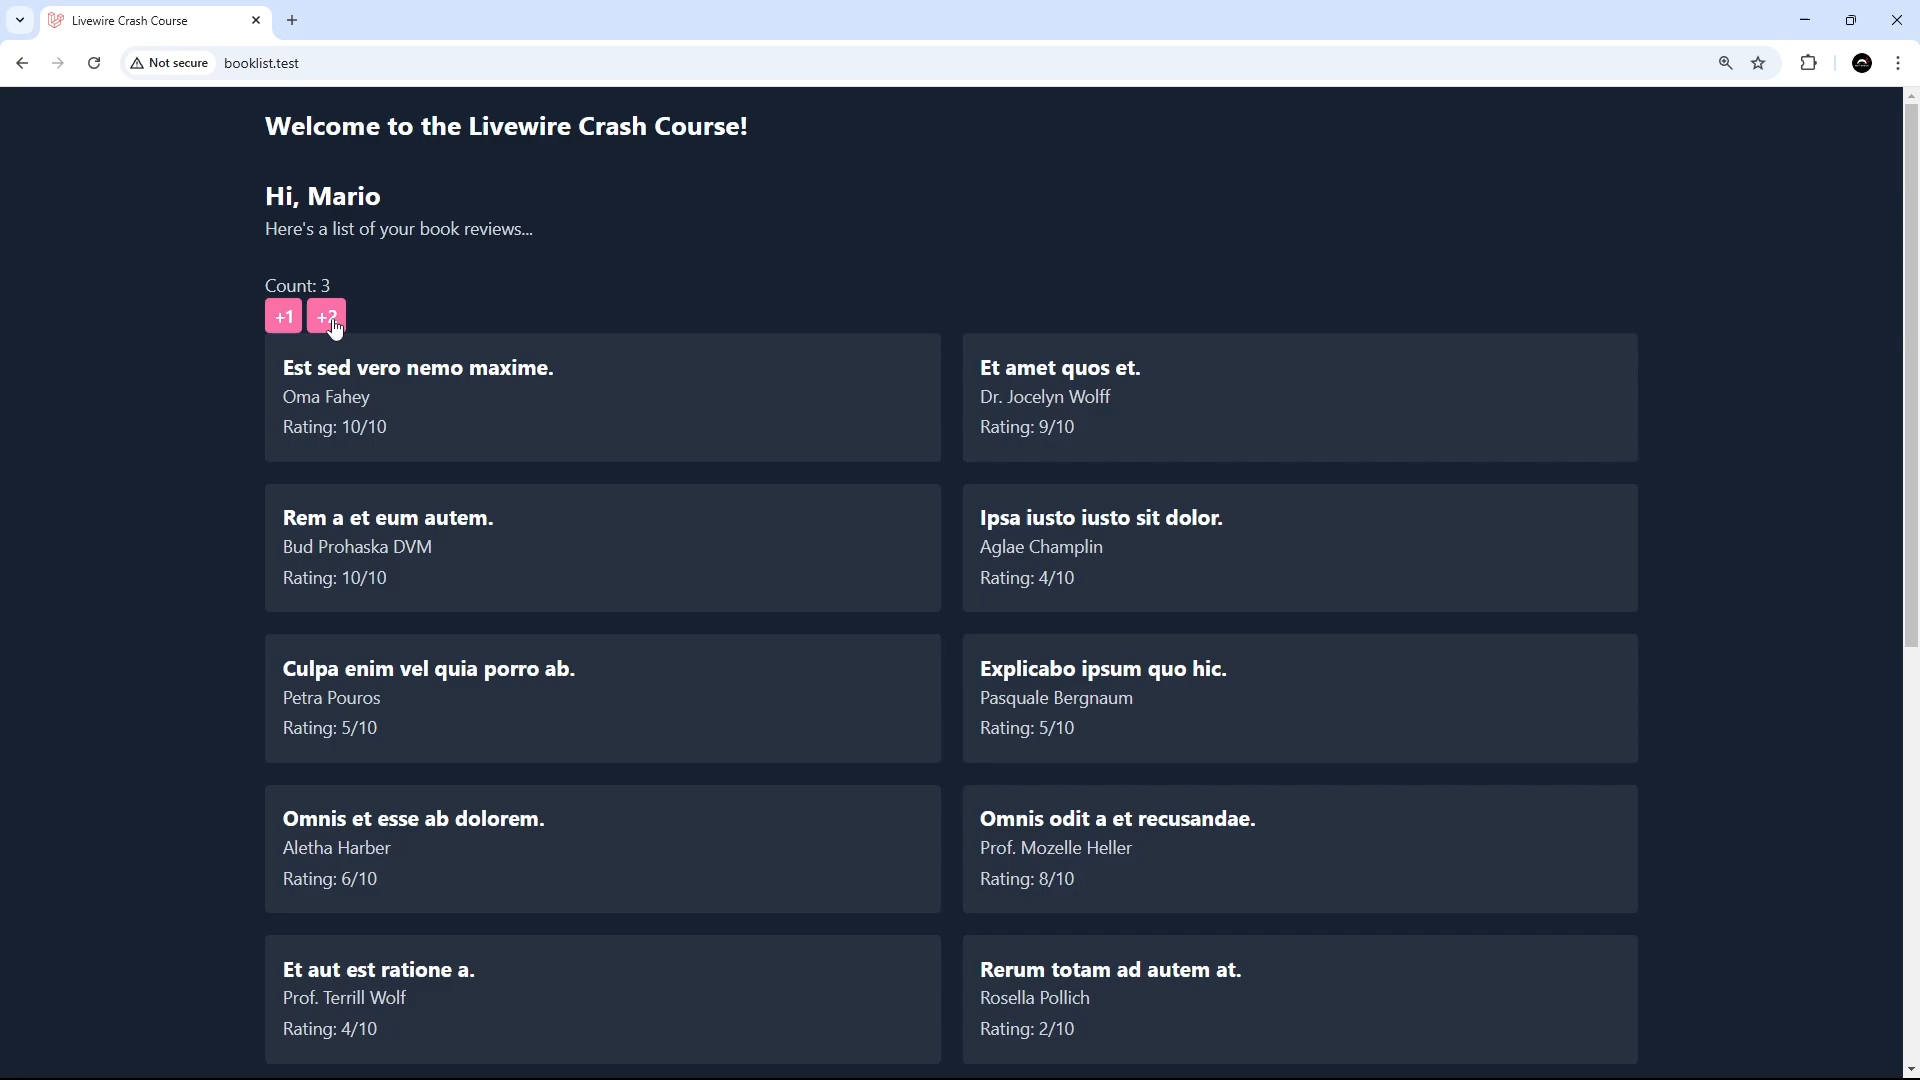 Livewire Crash Course
Not secure
booklist.test
Welcome to the Livewire Crash Course!
Hi, Mario
Here's a list of your book reviews...
Count: 3
+1
+2
Est sed vero nemo maxime.
Oma Fahey
Rating: 10/10
Et amet quos et.
Dr. Jocelyn Wolff
Rating: 9/10
Rem a et eum autem.
Bud Prohaska DVM
Rating: 10/10
Ipsa iusto iusto sit dolor.
Aglae Champlin
Rating: 4/10
Culpa enim vel quia porro ab.
Petra Pouros
Rating: 5/10
Explicabo ipsum quo hic.
Pasquale Bergnaum
Rating: 5/10
Omnis et esse ab dolorem.
Aletha Harber
Rating: 6/10
Omnis odit a et recusandae.
Prof. Mozelle Heller
Rating: 8/10
Et aut est ratione a.
Prof. Terrill Wolf
Rating: 4/10
Rerum totam ad autem at.
Rosella Pollich
Rating: 2/10